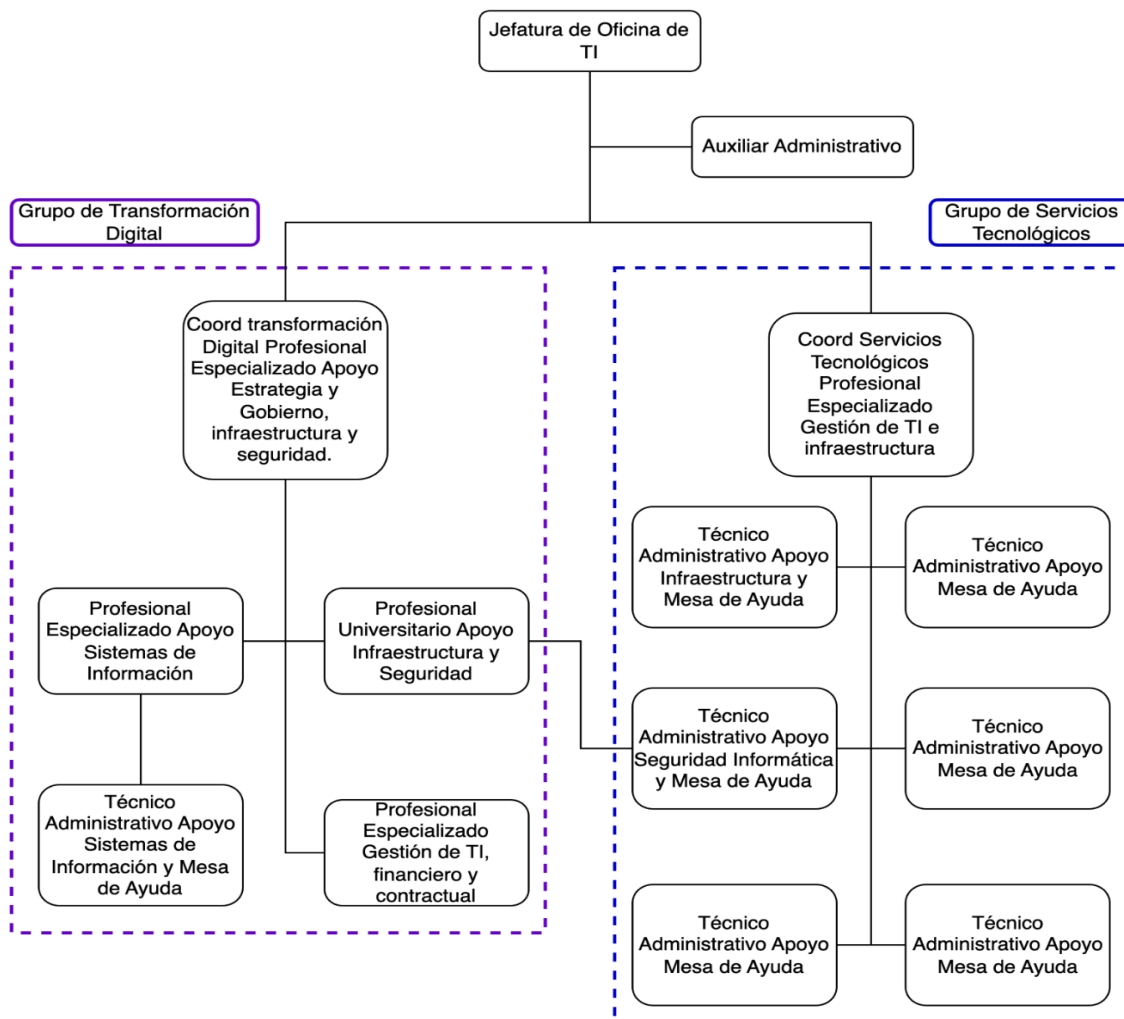 Jefatura de Oficina de
TI
Auxiliar Administrativo
Grupo de Transformación
Digital
Grupo de Servicios
Tecnológicos
Coord transformación
Digital Profesional
Especializado Apoyo
Estrategia y
Gobierno,
infraestructura y
seguridad.
Coord Servicios
Tecnológicos
Profesional
Especializado
Gestión de TI e
infraestructura
Técnico
Administrativo Apoyo
Infraestructura y
Mesa de Ayuda
Técnico
Administrativo Apoyo
Mesa de Ayuda
Profesional
Especializado Apoyo
Sistemas de
Información
Profesional
Universitario Apoyo
Infraestructura y
Seguridad
Técnico
Administrativo Apoyo
Seguridad Informática
y Mesa de Ayuda
Técnico
Administrativo Apoyo
Mesa de Ayuda
Técnico
Administrativo Apoyo
Sistemas de
Información y Mesa
de Ayuda
Profesional
Especializado
Gestión de TI,
financiero y
contractual
Técnico
Administrativo Apoyo
Mesa de Ayuda
Técnico
Administrativo Apoyo
Mesa de Ayuda